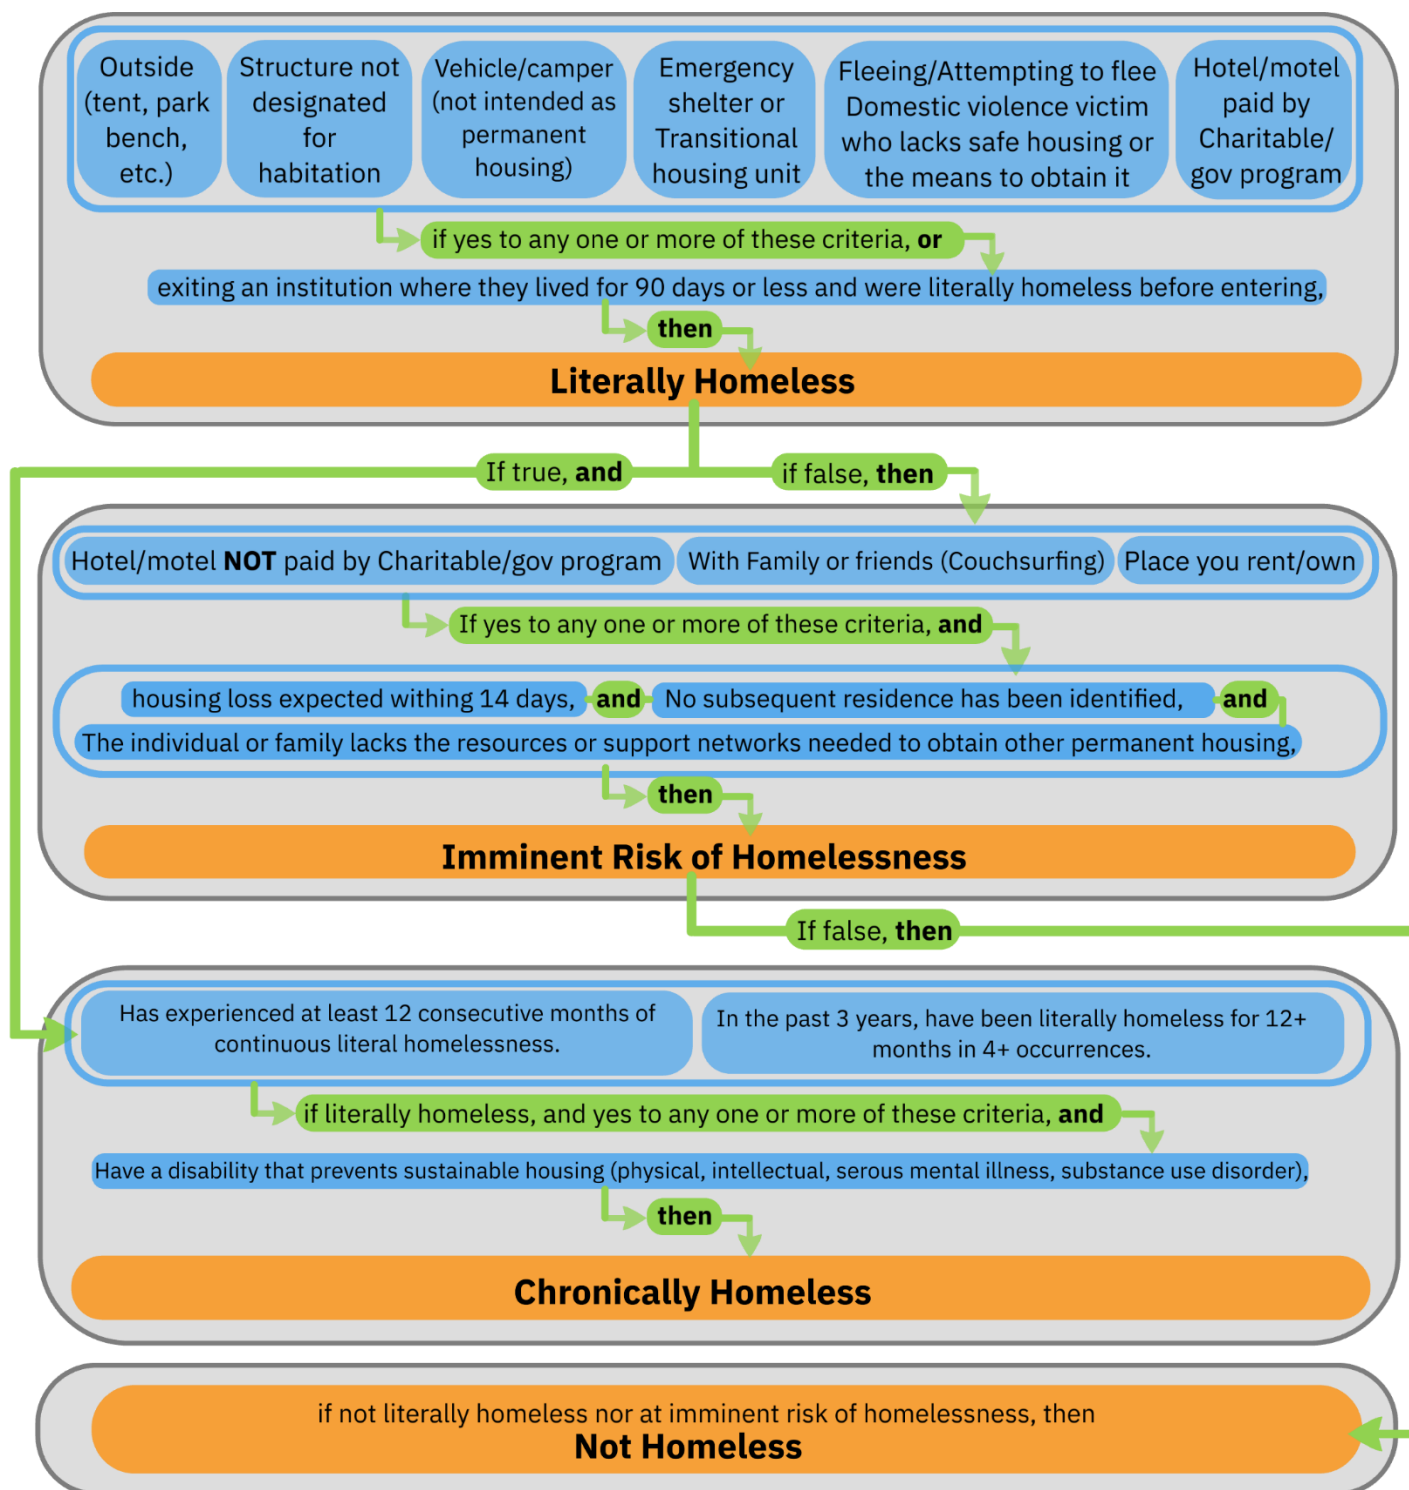 Outside
(tent, park
bench,
etc.)
Structure not
designated
for
habitation
Vehicle/camper
(not intended as
permanent
housing)
Emergency
shelter or
Transitional
housing unit
Fleeing/Attempting to flee
Domestic violence victim
who lacks safe housing or
the means to obtain it
Hotel/motel
paid by
Charitable/
gov program
if yes to any one or more of these criteria, or
exiting an institution where they lived for 90 days or less and were literally homeless before entering,
then
Literally Homeless
If true, and
if false, then
Hotel/motel NOT paid by Charitable/gov program
With Family or friends (Couchsurfing)
Place you rent/own
If yes to any one or more of these criteria, and
housing loss expected withing 14 days, and No subsequent residence has been identified, and
The individual or family lacks the resources or support networks needed to obtain other permanent housing,
then
Imminent Risk of Homelessness
If false, then
Has experienced at least 12 consecutive months of
continuous literal homelessness.
In the past 3 years, have been literally homeless for 12+
months in 4+ occurrences.
if literally homeless, and yes to any one or more of these criteria, and
Have a disability that prevents sustainable housing (physical, intellectual, serous mental illness, substance use disorder),
then
Chronically Homeless
if not literally homeless nor at imminent risk of homelessness, then
Not Homeless